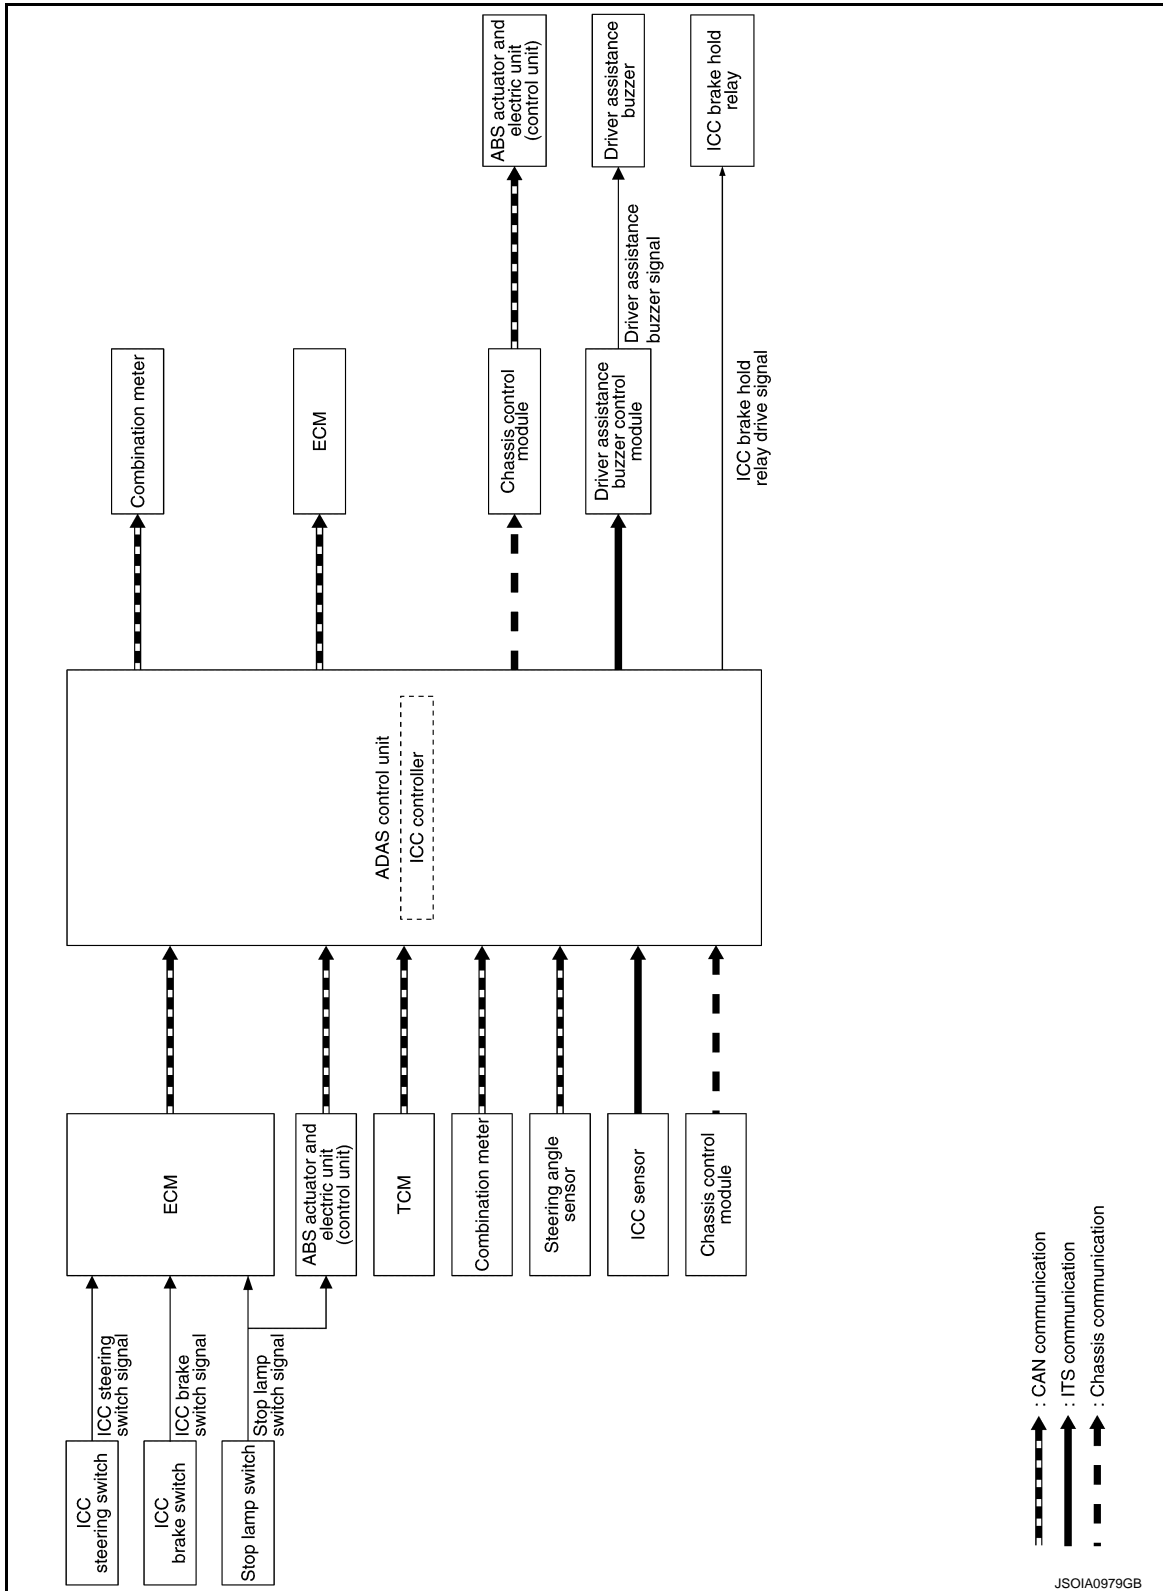 ICC
steering switch
ICC steering
switch signal
ICC
brake switch
ICC brake
switch signal
Stop lamp switch
Stop lamp
switch signal
ECM
ABS actuator and
electric unit
(control unit)
TCM
Combination meter
Steering angle
sensor
ICC sensor
Chassis control
module
ADAS control unit
ICC controller
Combination meter
ECM
Chassis control
module
ABS actuator and
electric unit
(control unit)
Driver assistance
buzzer control
module
Driver assistance
buzzer signal
Driver assistance
buzzer
ICC brake hold
relay drive signal
ICC brake hold
relay
: CAN communication
: ITS communication
: Chassis communication
JSOIA0979GB